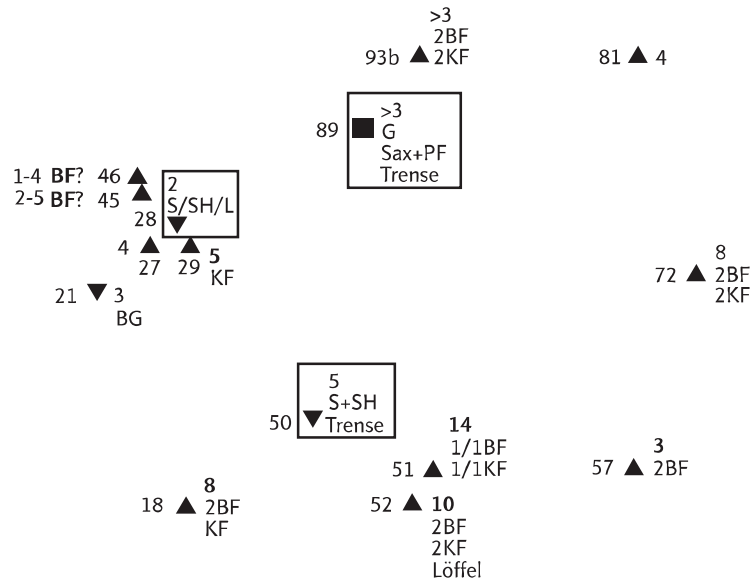 >3
2BF
93b 2KF
81 4
>3
89 G
Sax+PF
Trense
1-4 BF? 46
2-5 BF? 45
2
S/SH/L
28
4
27
29
5
KF
21 3
BG
8
72 2BF
2KF
5
S+SH
50 Trense
14
1/1BF
51 1/1KF
3
57 2BF
8
18 2BF
KF
52 10
2BF
2KF
Löffel